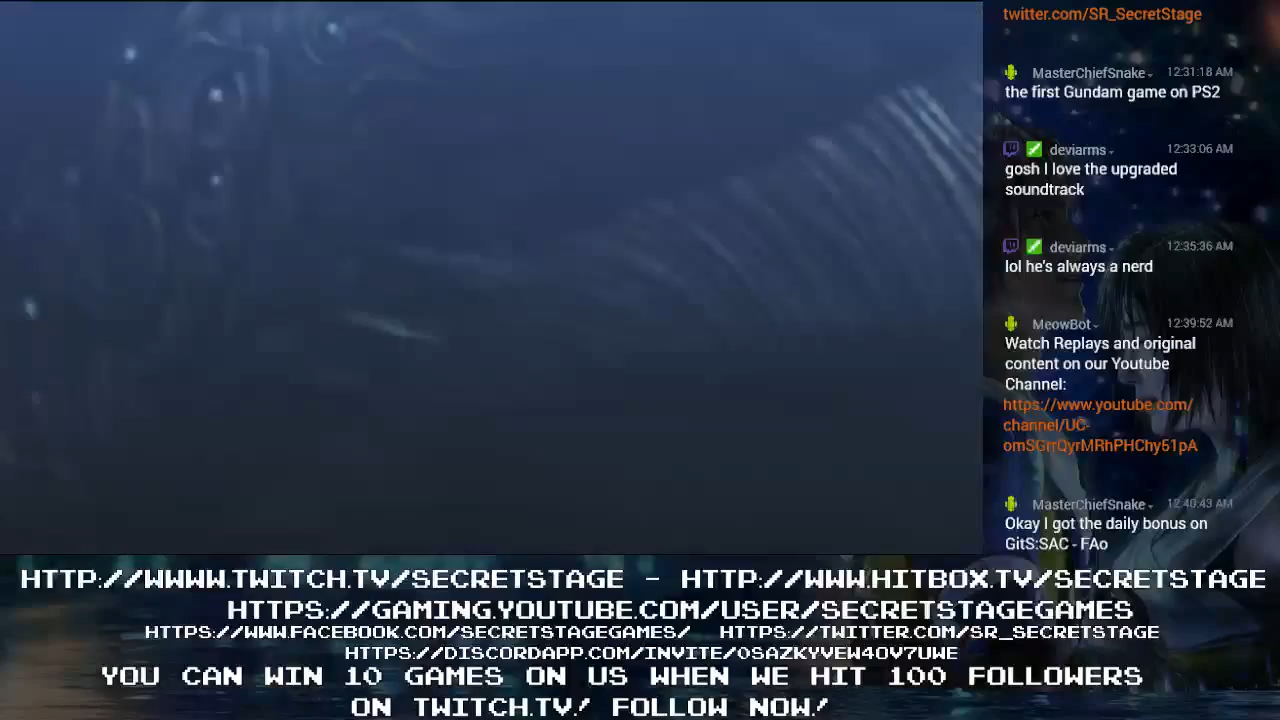 twitter.com/SR_SecretStage
MasterChiefSnake 12:31:18 AM
the first Gundam game on PS2
deviarms 12:33:06 AM
gosh I love the upgraded
soundtrack
deviarms 12:35:36 AM
lol he's always a nerd
MeowBot 12:39:52 AM
Watch Replays and original
content on our Youtube
Channel:
https://www.youtube.com/
channel/UC-
omSGrrQyrMRhPHChy51pA
MasterChiefSnake 12:40:43 AM
Okay I got the daily bonus on
GitS:SAC - FAo
HTTP://WWWW.TWITCH.TV/SECRETSTAGE - HTTP://WWW.HITBOX.TV/SECRETSTAGE
HTTPS://GAMING.YOUTUBE.COM/USER/SECRETSTAGEGAMES
HTTPS://WWW.FACEBOOK.COM/SECRETSTAGEGAMES/ HTTPS://TWITTER.COM/SR_SECRETSTAGE
HTTPS://DISCORDAPP.COM/INVITE/0SAZKYVEW4OV7UWE
YOU CAN WIN 10 GAMES ON US WHEN WE HIT 100 FOLLOWERS
ON TWITCH.TV! FOLLOW NOW!